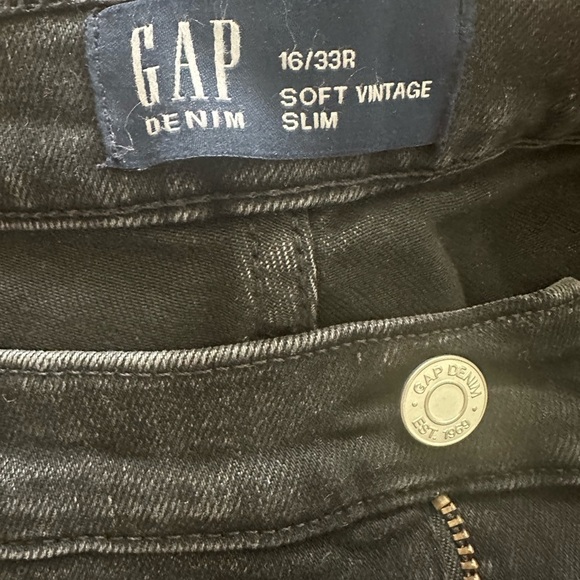 GAP
DENIM
16/33R
SOFT VINTAGE
SLIM
· GAP DENIM ·
EST. 1969